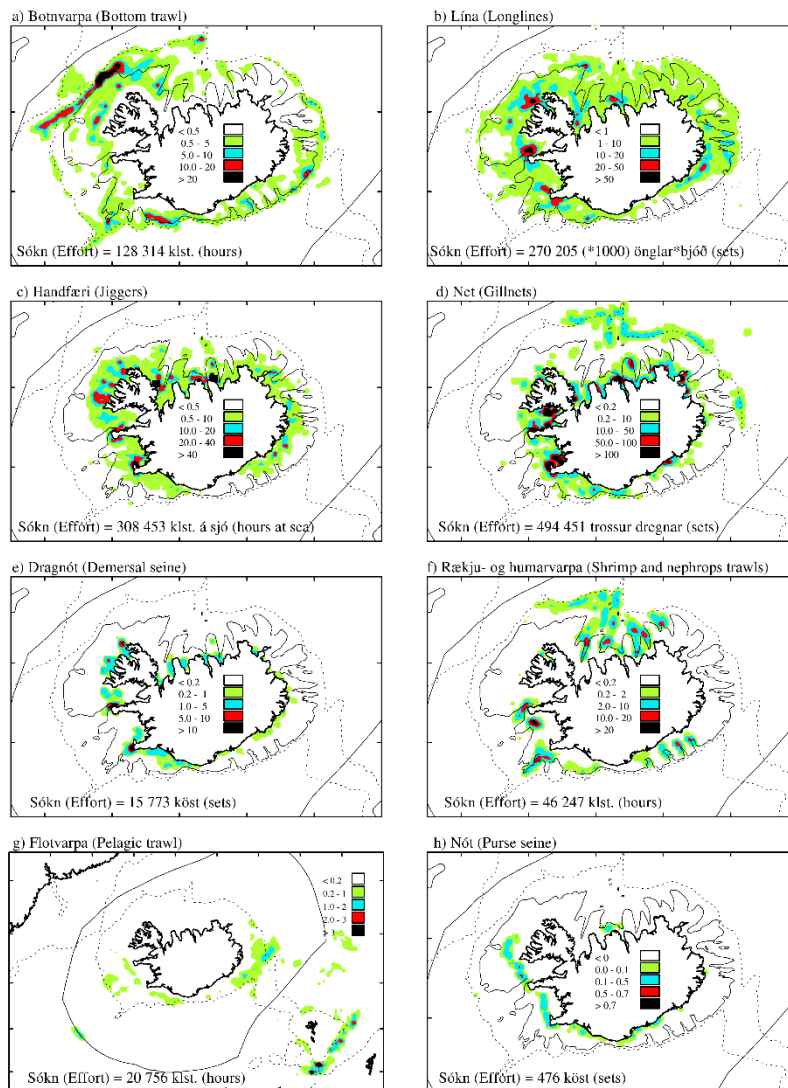 a) Botnvarpa (Bottom trawl)
< 0.5
0.5 - 5
5.0 - 10
10.0 - 20
> 20
Sókn (Effort) = 128 314 klst. (hours)
b) Lína (Longlines)
< 1
1 - 10
10 - 20
20 - 50
> 50
Sókn (Effort) = 270 205 (*1000) önglar*bjóð (sets)
c) Handfæri (Jiggers)
< 0.5
0.5 - 10
10.0 - 20
20.0 - 40
> 40
Sókn (Effort) = 308 453 klst. á sjó (hours at sea)
d) Net (Gillnets)
< 0.2
0.2 - 10
10.0 - 50
50.0 - 100
> 100
Sókn (Effort) = 494 451 trossur dregnar (sets)
e) Dragnót (Demersal seine)
< 0.2
0.2 - 1
1.0 - 5
5.0 - 10
> 10
Sókn (Effort) = 15 773 köst (sets)
f) Rækju- og humarvarpa (Shrimp and nephrops trawls)
< 0.2
0.2 - 2
2.0 - 10
10.0 - 20
> 20
Sókn (Effort) = 46 247 klst. (hours)
g) Flotvarpa (Pelagic trawl)
< 0.2
0.2 - 1
1.0 - 2
2.0 - 3
> 3
Sókn (Effort) = 20 756 klst. (hours)
h) Nót (Purse seine)
< 0
0.0 - 0.1
0.1 - 0.5
0.5 - 0.7
> 0.7
Sókn (Effort) = 476 köst (sets)